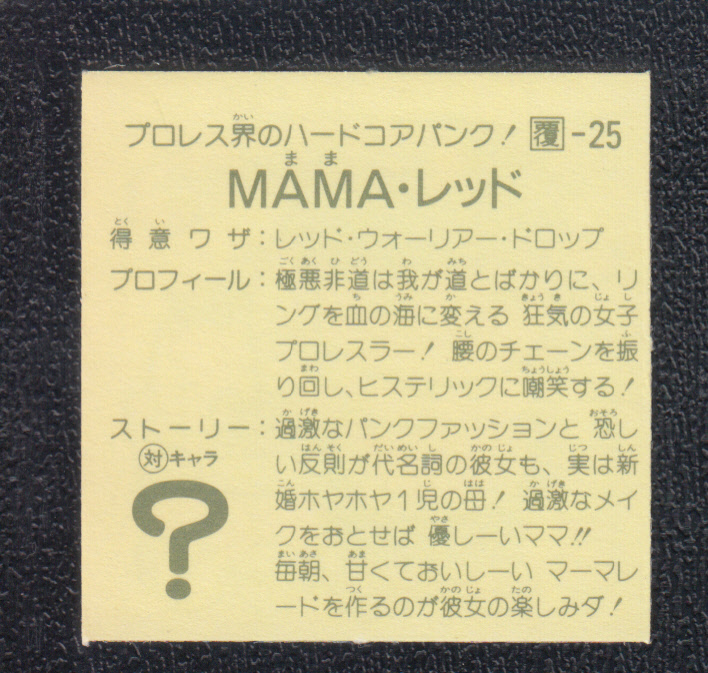 プロレス界のハードコアパンク! 覆-25
MAMA・レッド
得意ワザ:レッド・ウォーリアー・ドロップ
プロフィール:極悪非道は我が道とばかりに、リ
ングを血の海に変える 狂気の女子
プロレスラー! 腰のチェーンを振
り回し、ヒステリックに嘲笑する!
ストーリー:過激なパンクファッションと 恐し
い反則が代名詞の彼女も、実は新
婚ホヤホヤ1児の母! 過激なメイ
クをおとせば 優しーいママ!!
毎朝、甘くておいしーい マーマレ
ードを作るのが彼女の楽しみダ!
対キャラ
?